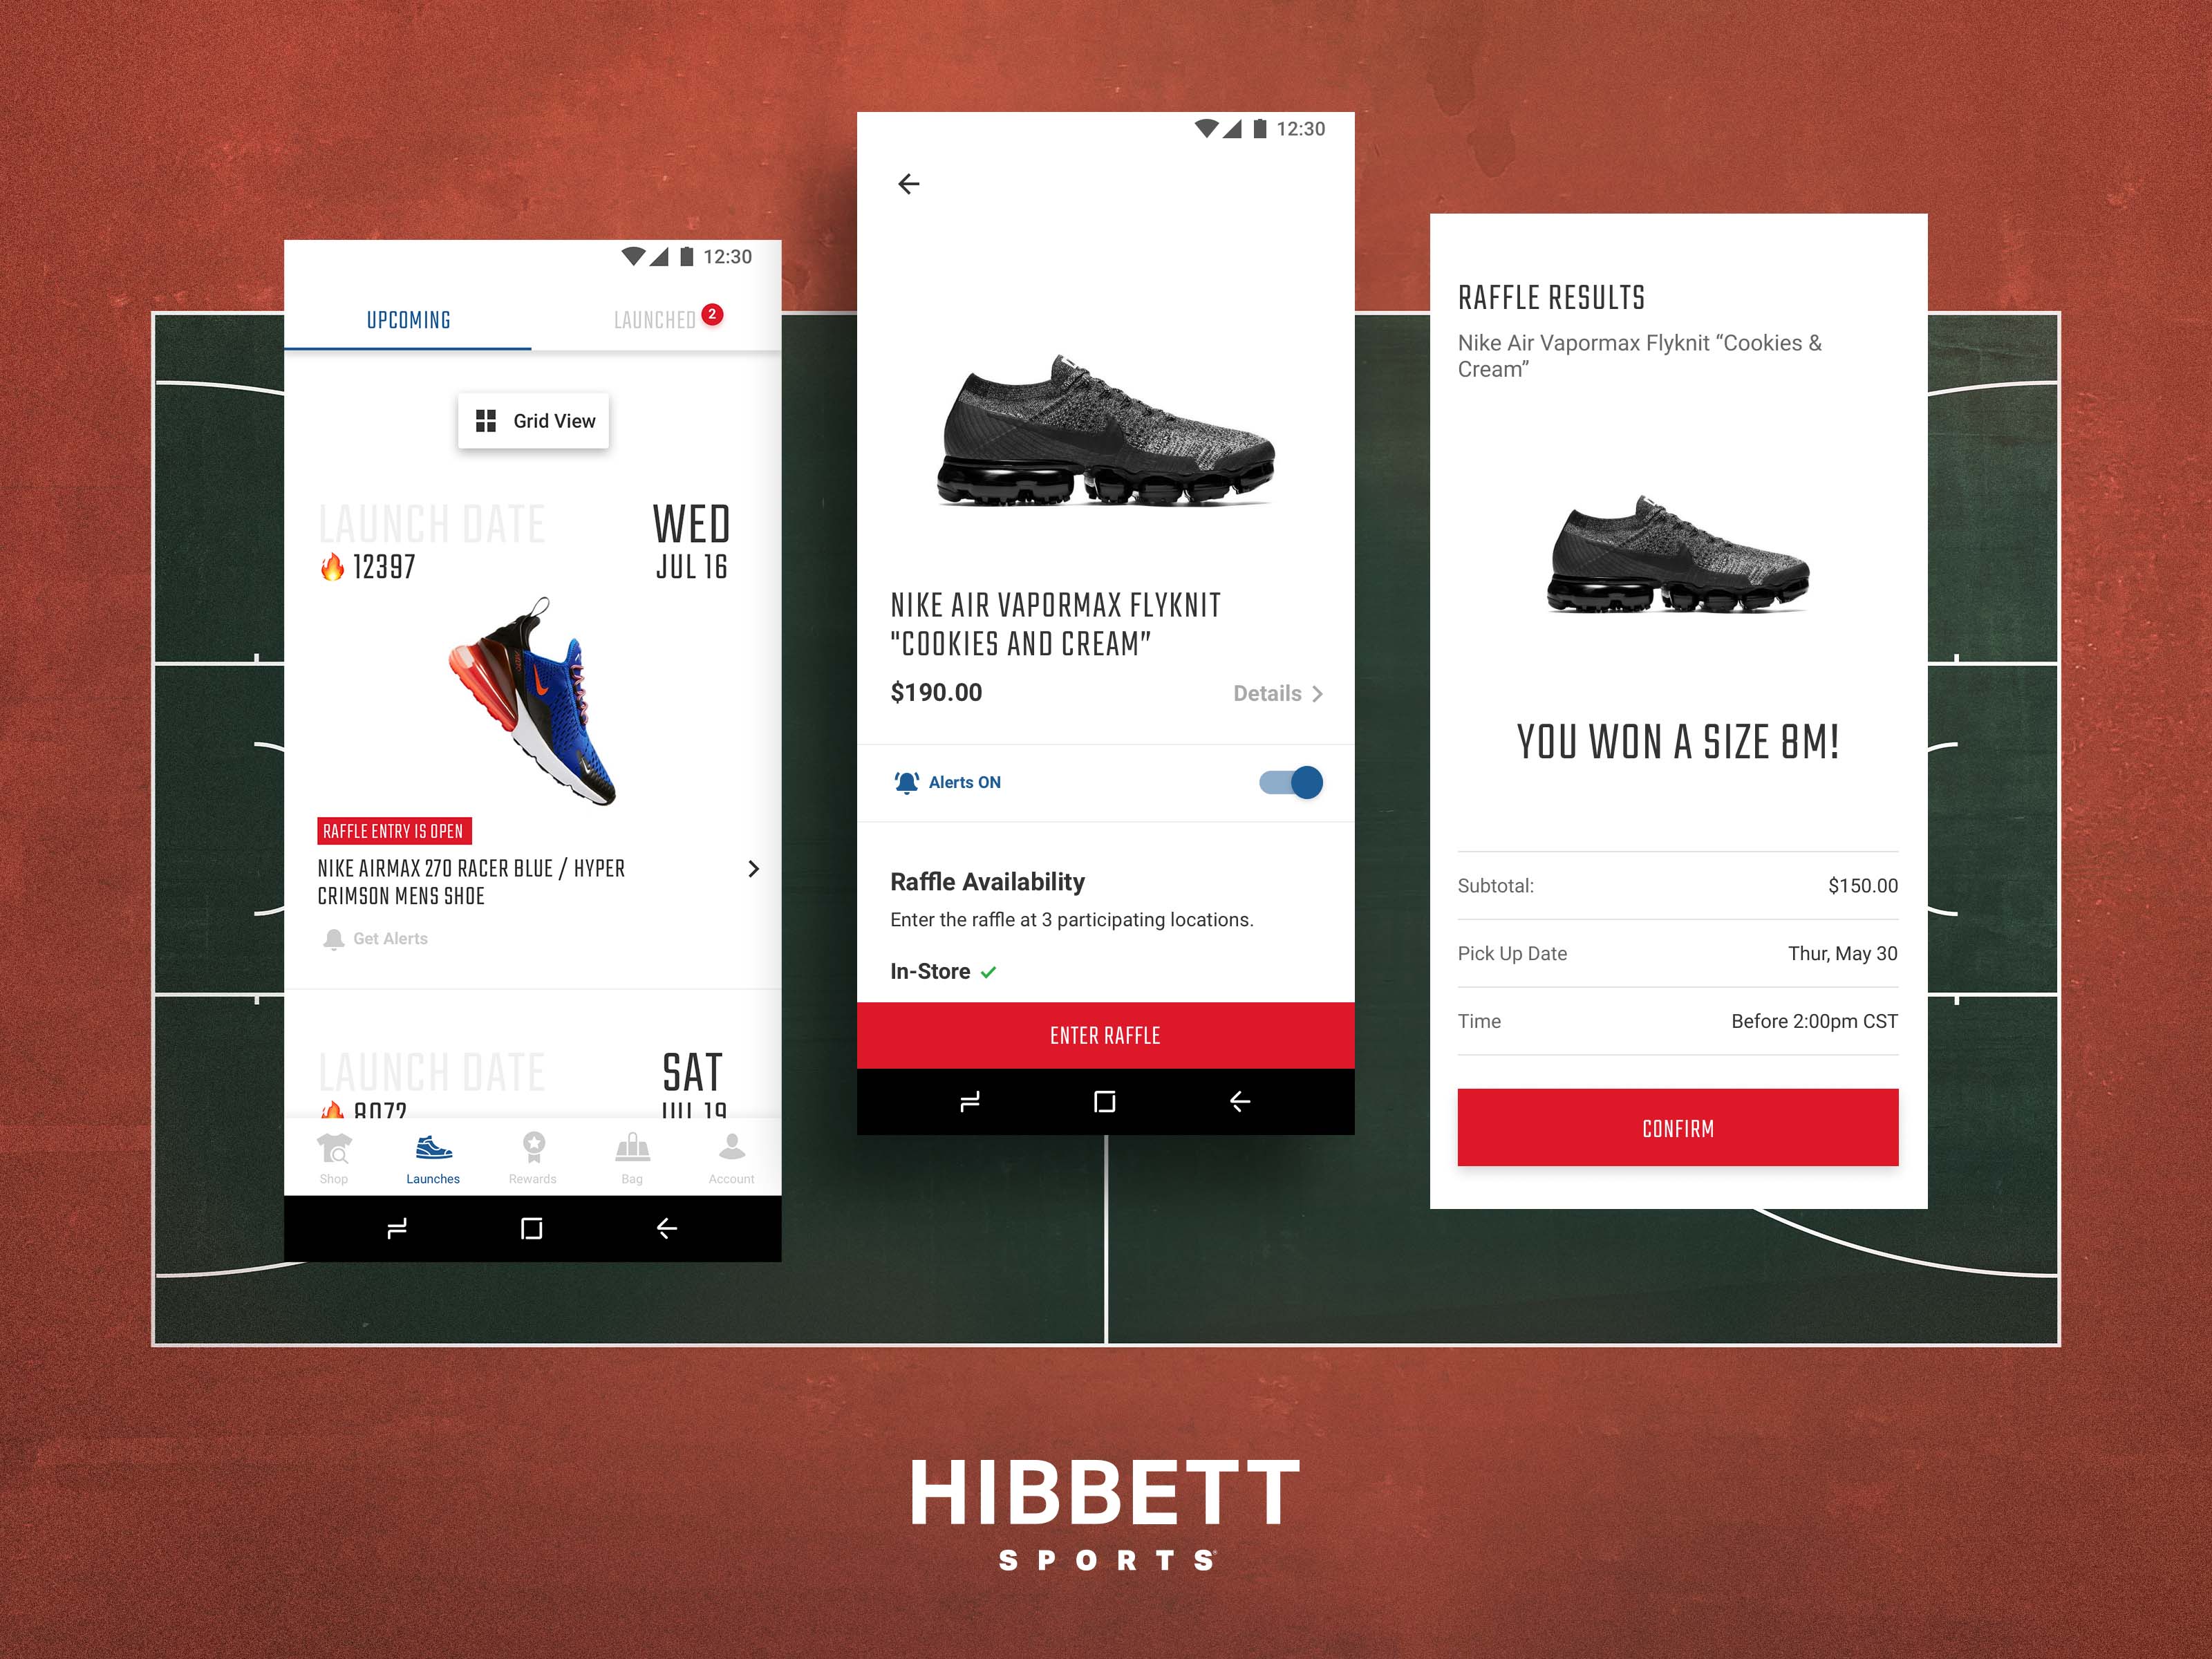 12:30
UPCOMING
LAUNCHED 2
Grid View
LAUNCH DATE
WED
12397
JUL 16
RAFFLE ENTRY IS OPEN
NIKE AIRMAX 270 RACER BLUE / HYPER
CRIMSON MENS SHOE
Get Alerts
LAUNCH DATE
SAT
8072
JUL 19
Shop
Launches
Rewards
Bag
Account
12:30
NIKE AIR VAPORMAX FLYKNIT
"COOKIES AND CREAM”
$190.00
Details
Alerts ON
Raffle Availability
Enter the raffle at 3 participating locations.
In-Store
ENTER RAFFLE
RAFFLE RESULTS
Nike Air Vapormax Flyknit “Cookies &
Cream”
YOU WON A SIZE 8M!
Subtotal: $150.00
Pick Up Date Thur, May 30
Time Before 2:00pm CST
CONFIRM
HIBBETT
SPORTS